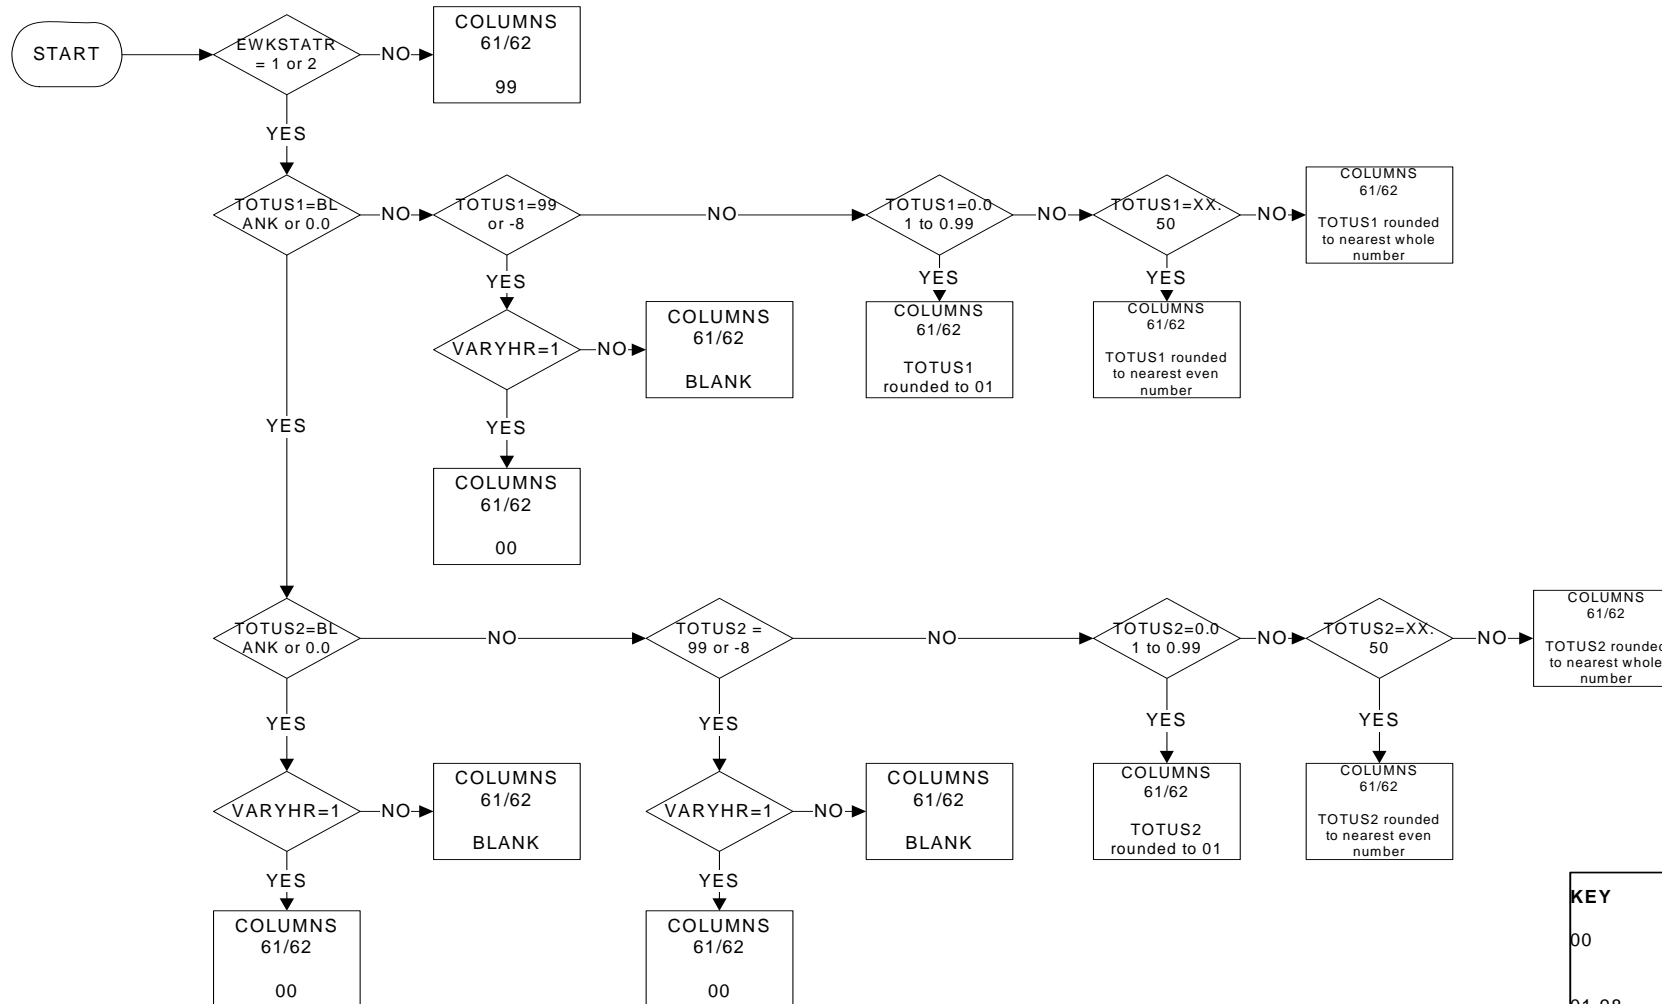 START
EWKSTATR
= 1 or 2
NO
COLUMNS
61/62
99
YES
TOTUS1=BL
ANK or 0.0
NO
TOTUS1=99
or -8
NO
TOTUS1=0.0
1 to 0.99
NO
TOTUS1=XX.
50
NO
COLUMNS
61/62
TOTUS1 rounded
to nearest whole
number
YES
VARYHR=1
NO
COLUMNS
61/62
BLANK
YES
COLUMNS
61/62
TOTUS1
rounded to 01
YES
COLUMNS
61/62
TOTUS1 rounded
to nearest even
number
YES
COLUMNS
61/62
00
YES
TOTUS2=BL
ANK or 0.0
NO
TOTUS2 =
99 or -8
NO
TOTUS2=0.0
1 to 0.99
NO
TOTUS2=XX.
50
NO
COLUMNS
61/62
TOTUS2 rounded
to nearest whole
number
YES
VARYHR=1
NO
COLUMNS
61/62
BLANK
YES
VARYHR=1
NO
COLUMNS
61/62
BLANK
YES
COLUMNS
61/62
TOTUS2
rounded to 01
YES
COLUMNS
61/62
TOTUS2 rounded
to nearest even
number
YES
COLUMNS
61/62
00
YES
COLUMNS
61/62
00
KEY
00
01-98